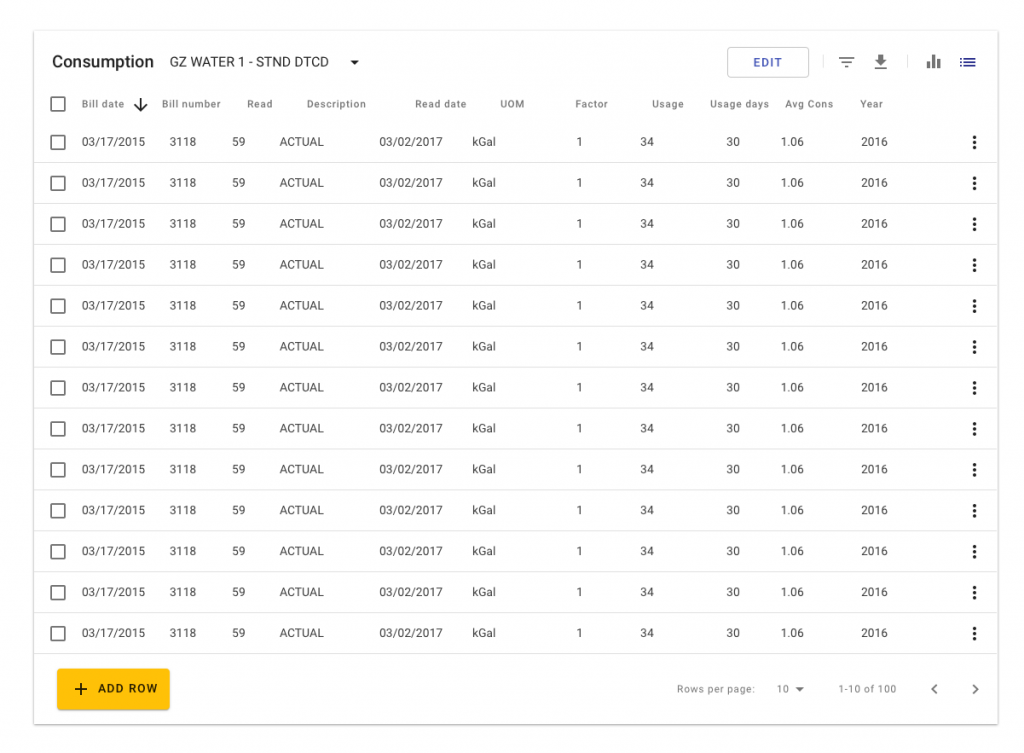 Consumption GZ WATER 1 - STND DTCD EDIT
Bill date Bill number Read Description Read date UOM Factor Usage Usage days Avg Cons Year
03/17/2015 3118 59 ACTUAL 03/02/2017 kGal 1 34 30 1.06 2016
03/17/2015 3118 59 ACTUAL 03/02/2017 kGal 1 34 30 1.06 2016
03/17/2015 3118 59 ACTUAL 03/02/2017 kGal 1 34 30 1.06 2016
03/17/2015 3118 59 ACTUAL 03/02/2017 kGal 1 34 30 1.06 2016
03/17/2015 3118 59 ACTUAL 03/02/2017 kGal 1 34 30 1.06 2016
03/17/2015 3118 59 ACTUAL 03/02/2017 kGal 1 34 30 1.06 2016
03/17/2015 3118 59 ACTUAL 03/02/2017 kGal 1 34 30 1.06 2016
03/17/2015 3118 59 ACTUAL 03/02/2017 kGal 1 34 30 1.06 2016
03/17/2015 3118 59 ACTUAL 03/02/2017 kGal 1 34 30 1.06 2016
03/17/2015 3118 59 ACTUAL 03/02/2017 kGal 1 34 30 1.06 2016
03/17/2015 3118 59 ACTUAL 03/02/2017 kGal 1 34 30 1.06 2016
03/17/2015 3118 59 ACTUAL 03/02/2017 kGal 1 34 30 1.06 2016
03/17/2015 3118 59 ACTUAL 03/02/2017 kGal 1 34 30 1.06 2016
+ ADD ROW Rows per page: 10 1-10 of 100